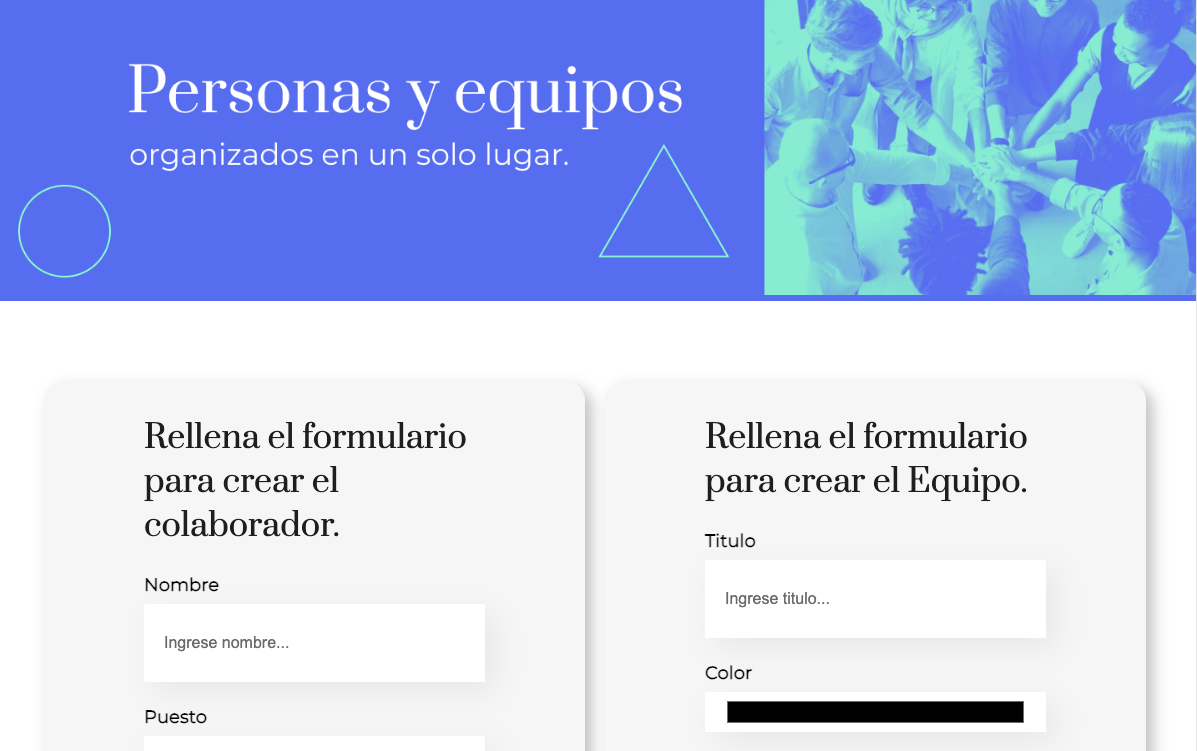 Personas y equipos
organizados en un solo lugar.
Rellena el formulario
para crear el
colaborador.
Nombre
Ingrese nombre...
Puesto
Rellena el formulario
para crear el Equipo.
Titulo
Ingrese titulo...
Color